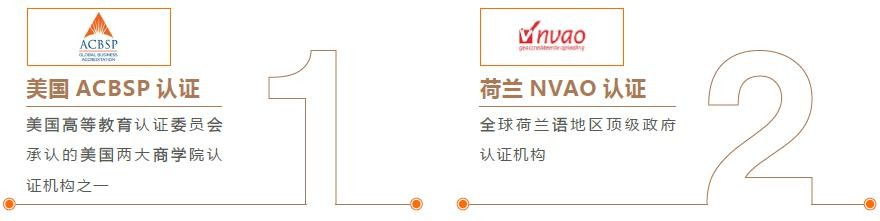 ACBSP
GLOBAL BUSINESS
ACCREDITATION
美国 ACBSP 认证
美国高等教育认证委员会
承认的美国两大商学院认
证机构之一
1
nvao
geaccrediteerde opleiding
荷兰 NVAO 认证
全球荷兰语地区顶级政府
认证机构
2